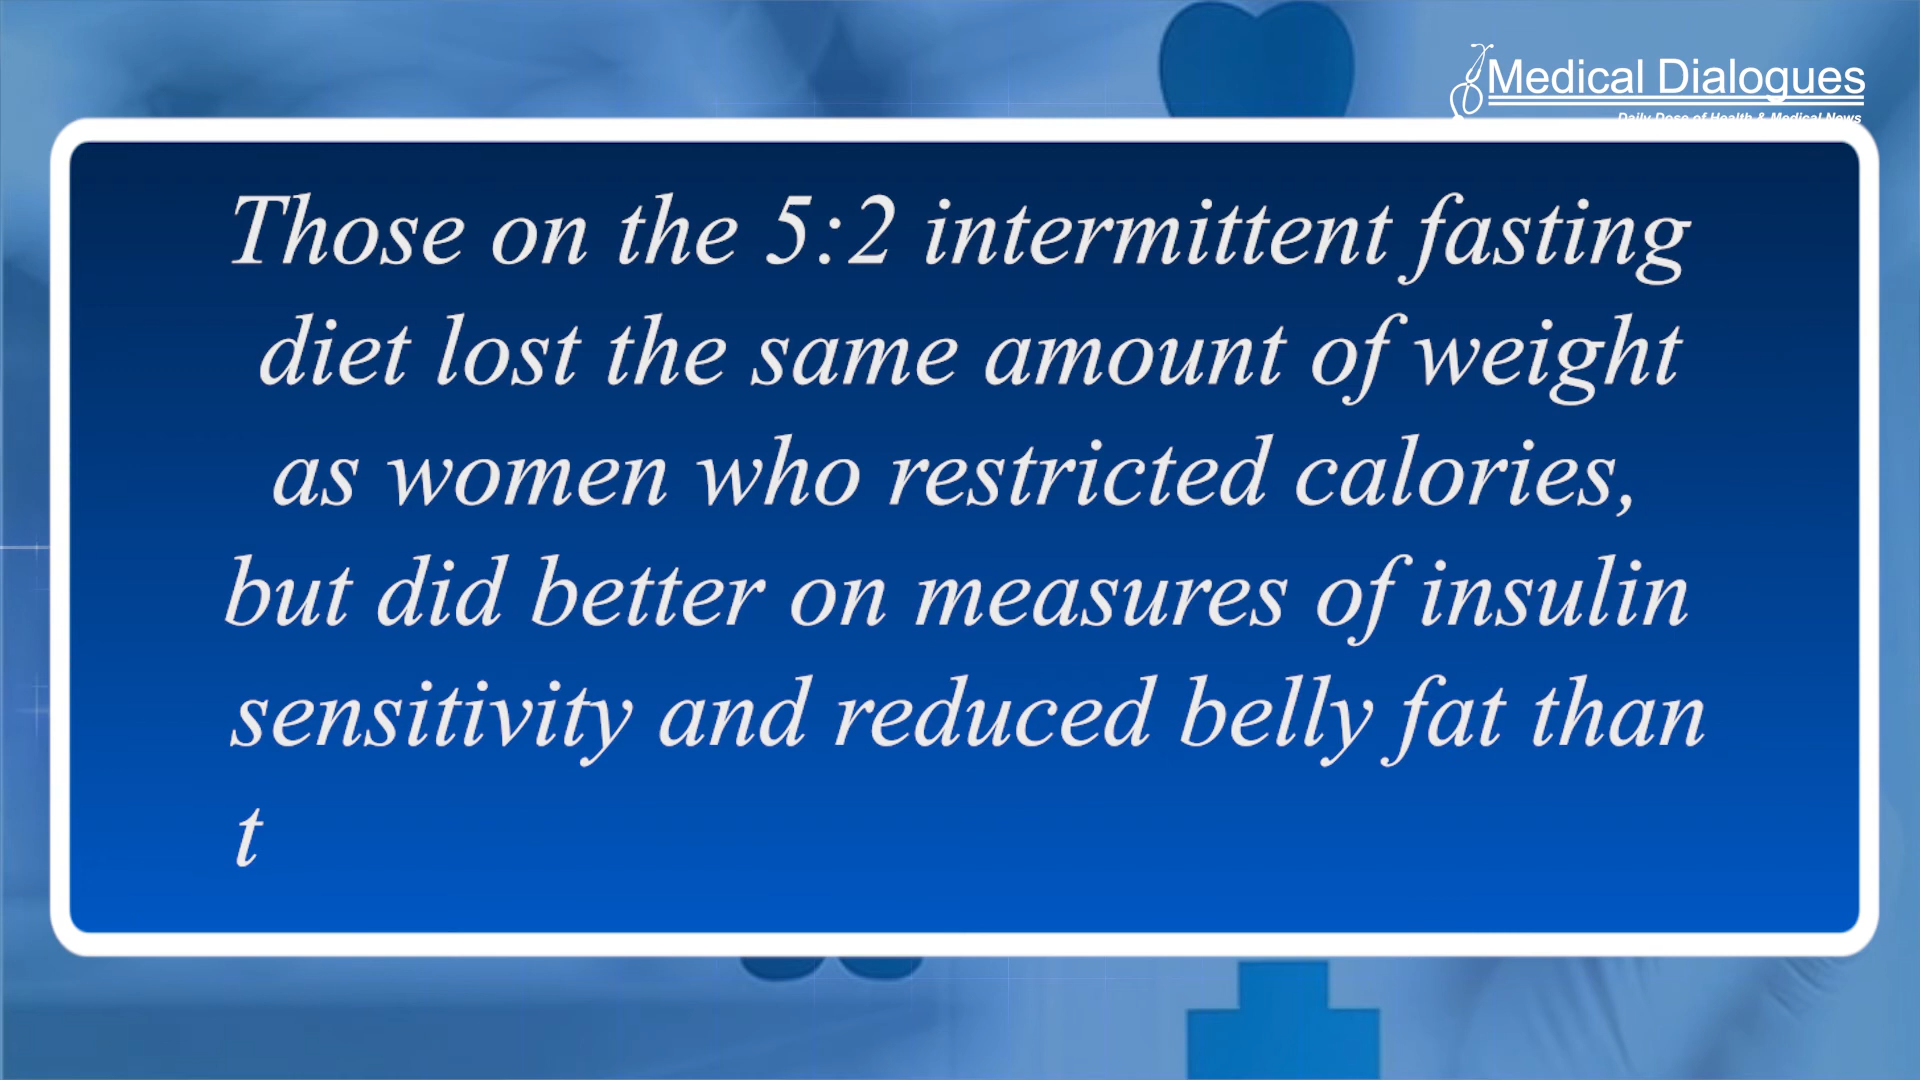 Medical Dialogues
Daily Dose of Health & Medical News
Those on the 5:2 intermittent fasting
diet lost the same amount of weight
as women who restricted calories,
but did better on measures of insulin
sensitivity and reduced belly fat than
t